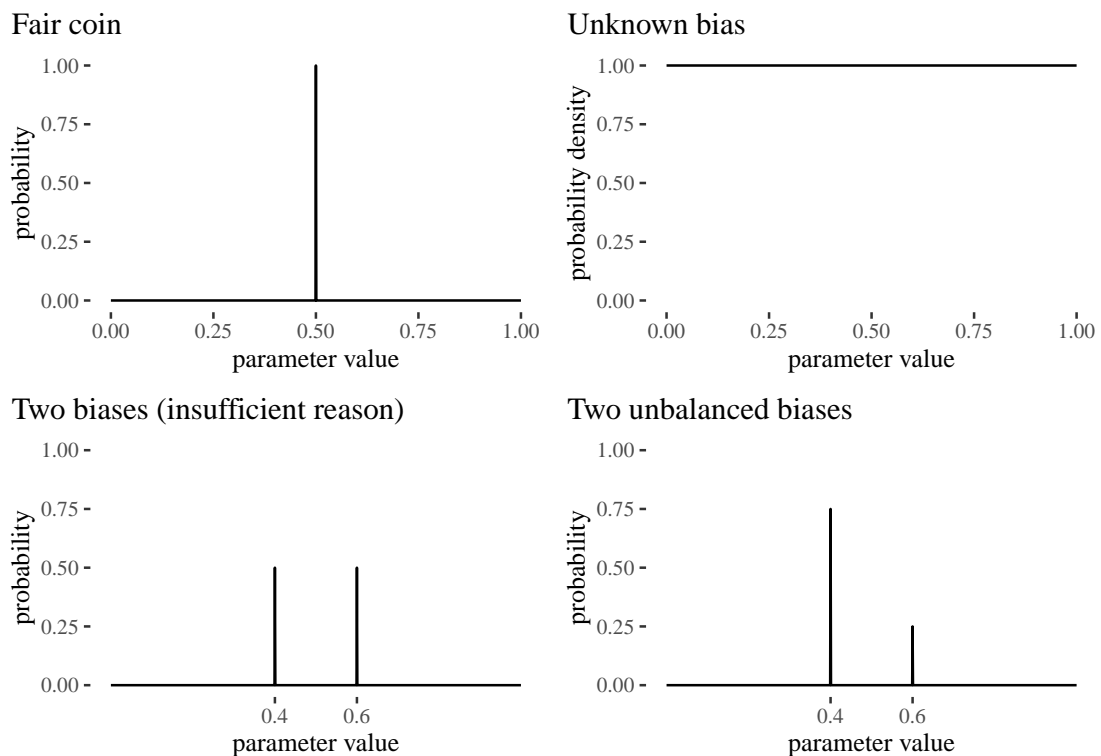 Fair coin
1.00
0.75
0.50
0.25
0.00
probability
0.00 0.25 0.50 0.75 1.00
parameter value
Unknown bias
1.00
0.75
0.50
0.25
0.00
probability density
0.00 0.25 0.50 0.75 1.00
parameter value
Two biases (insufficient reason)
1.00
0.75
0.50
0.25
0.00
probability
0.4 0.6
parameter value
Two unbalanced biases
1.00
0.75
0.50
0.25
0.00
probability
0.4 0.6
parameter value